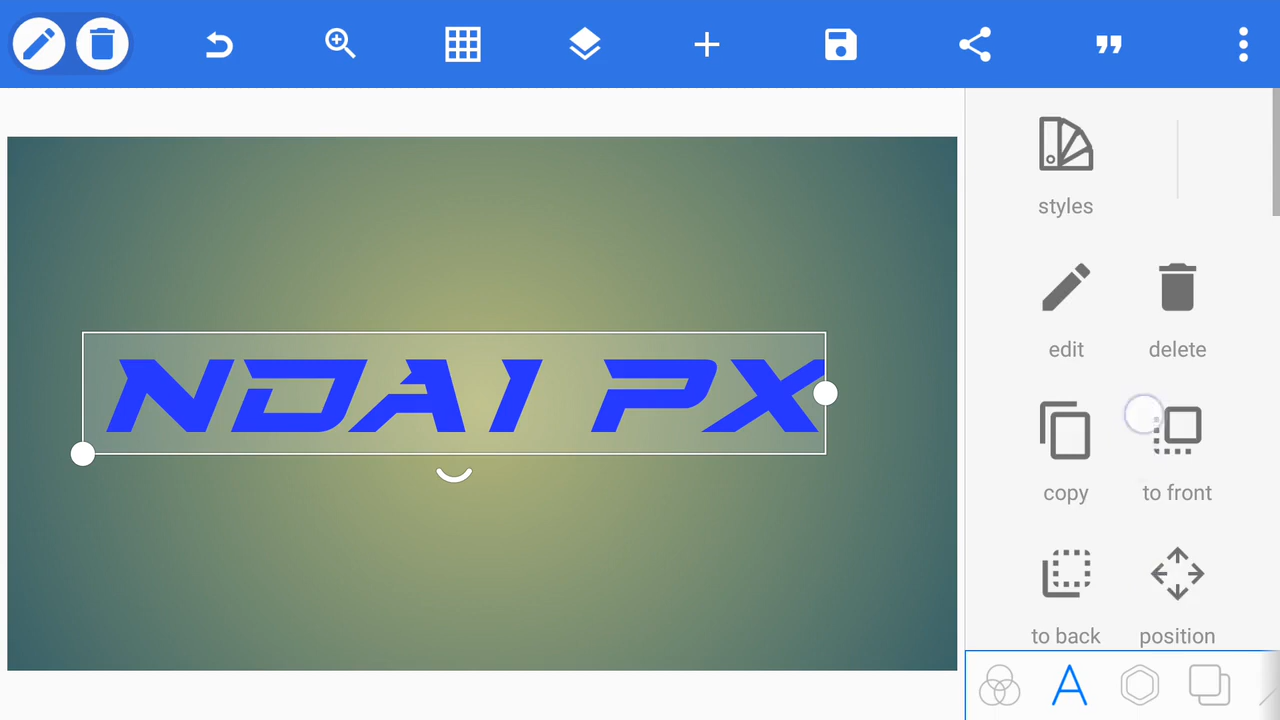 styles
NDAI PX
edit
delete
copy
to front
to back
position